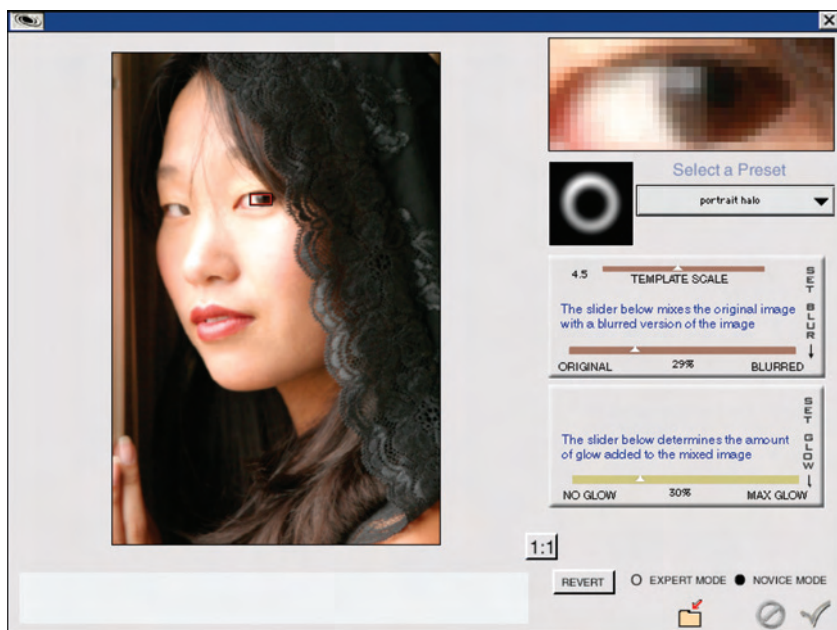 Select a Preset
portrait halo
4.5
TEMPLATE SCALE
SET BLUR
The slider below mixes the original image
with a blurred version of the image
ORIGINAL 29% BLURRED
SET GLOW
The slider below determines the amount
of glow added to the mixed image
NO GLOW 30% MAX GLOW
1:1
REVERT EXPERT MODE NOVICE MODE